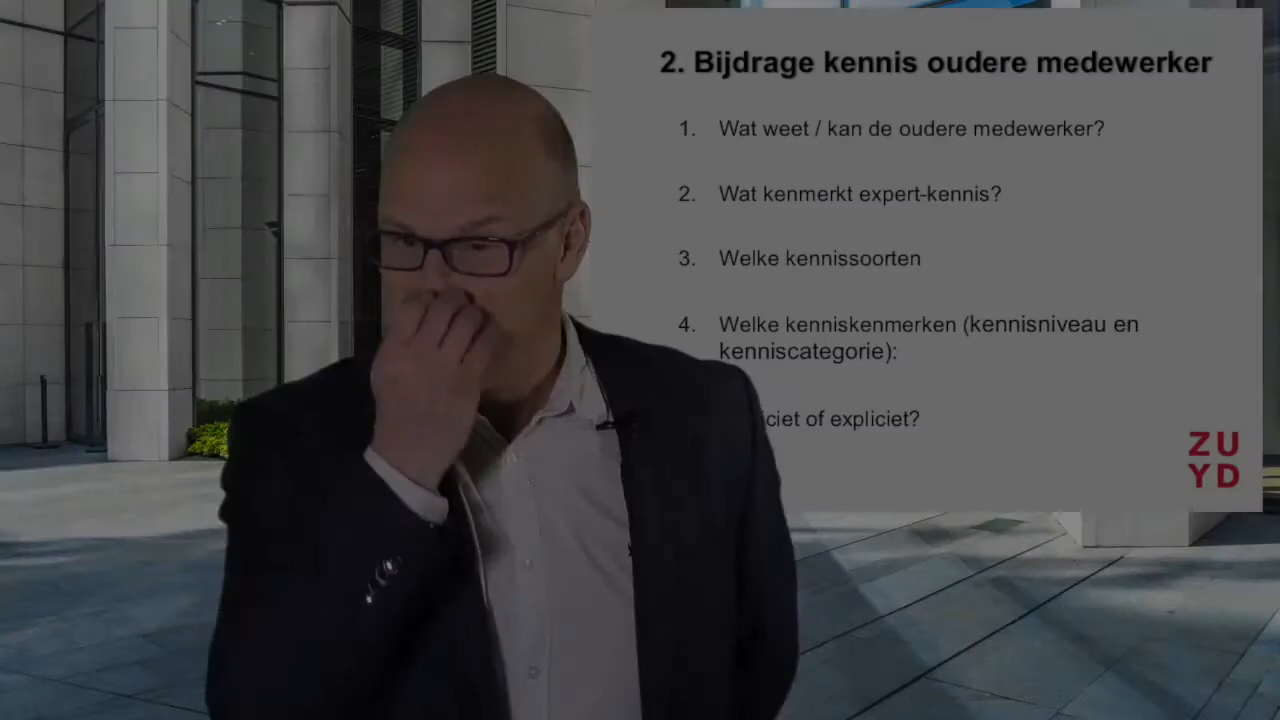 2. Bijdrage kennis oudere medewerker
1. Wat weet / kan de oudere medewerker?
2. Wat kenmerkt expert-kennis?
3. Welke kennissoorten
4. Welke kenniskenmerken (kennisniveau en
kenniscategorie):
of expliciet?
ZU
YD